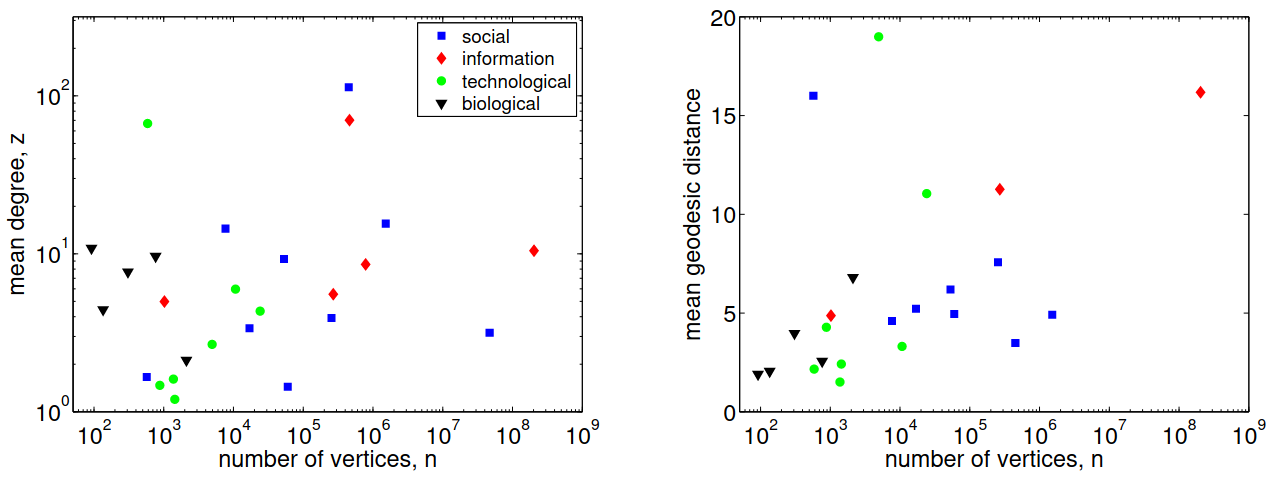 mean degree, z
10^2
10^1
10^0
social
information
technological
biological
10^2 10^3 10^4 10^5 10^6 10^7 10^8 10^9
number of vertices, n
mean geodesic distance
20
15
10
5
0
10^2 10^3 10^4 10^5 10^6 10^7 10^8 10^9
number of vertices, n